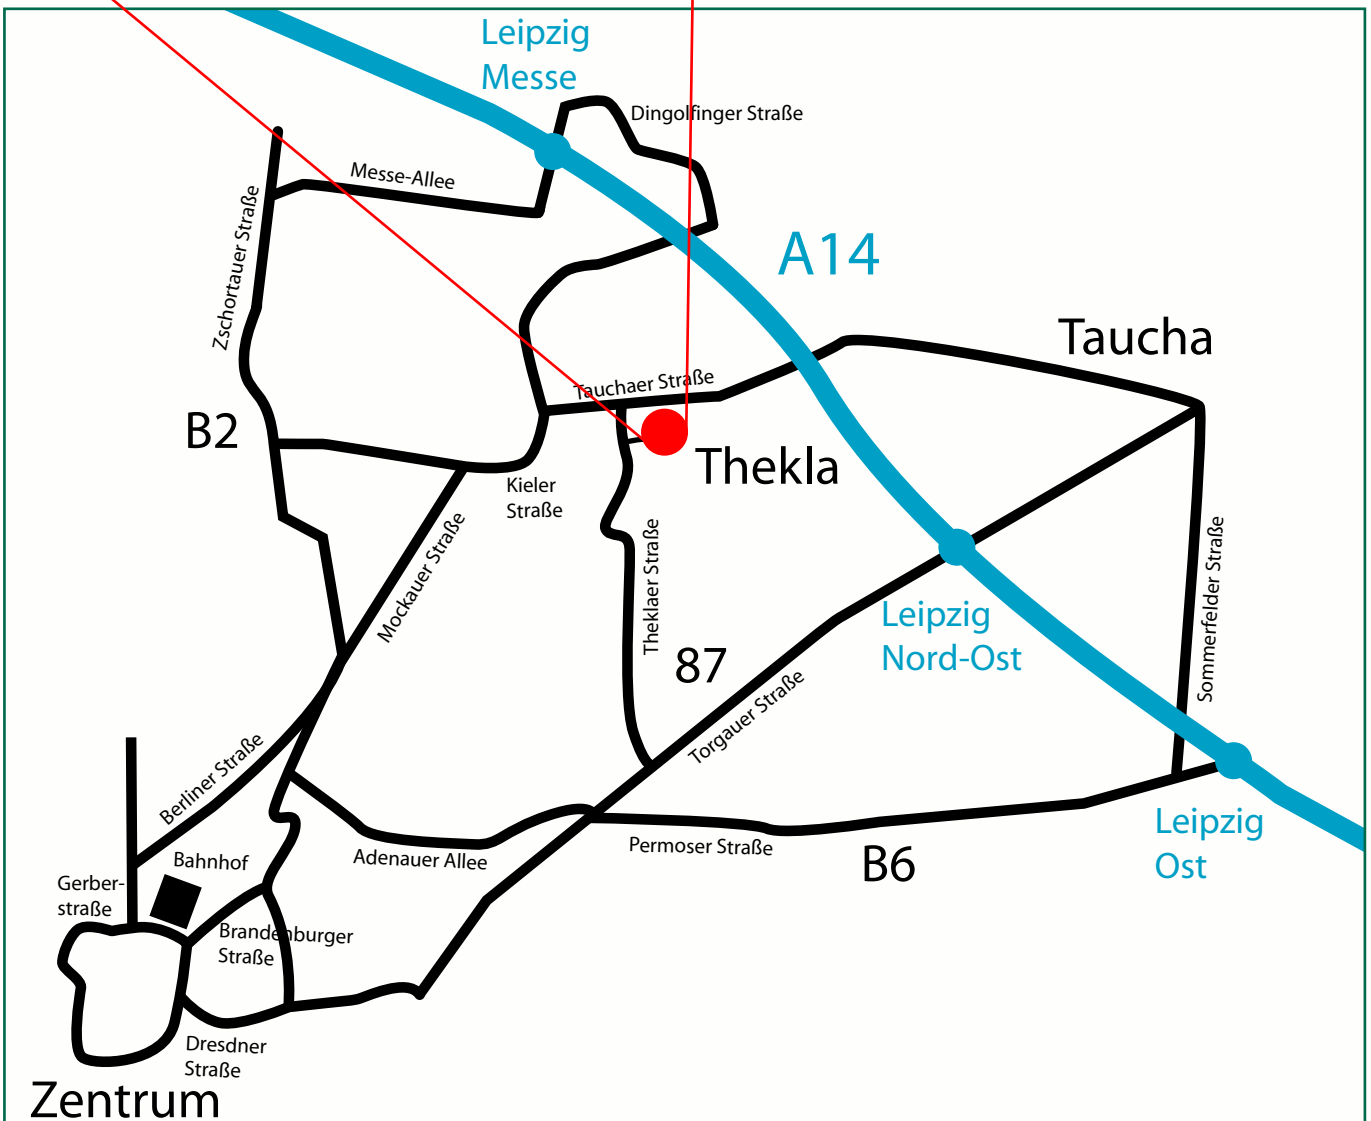 Leipzig
Messe
Dingolfinger Straße
Messe-Allee
Zschortauer Straße
A14
Taucha
Tauchaer Straße
B2
Thekla
Kieler
Straße
Mockauer Straße
Theklaer Straße
Sommerfelder Straße
Leipzig
Nord-Ost
87
Torgauer Straße
Berliner Straße
Leipzig
Ost
Permoser Straße
B6
Adenauer Allee
Bahnhof
Gerber-
straße
Brandenburger
Straße
Dresdner
Straße
Zentrum